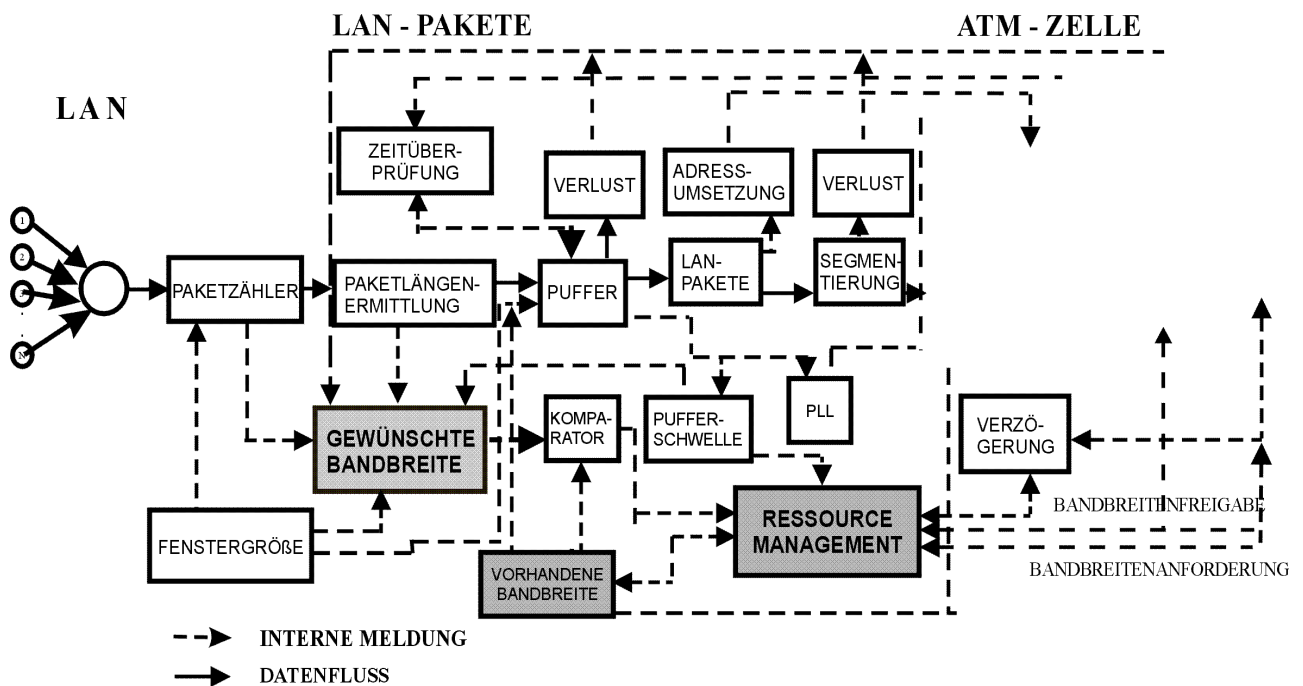 LAN - PAKETE
ATM - ZELLE
L A N
ZEITÜBER-
PRÜFUNG
VERLUST
ADRESS-
UMSETZUNG
VERLUST
1
2
3
.
.
N
PAKETZÄHLER
PAKETLÄNGEN-
ERMITTLUNG
PUFFER
LAN-
PAKETE
SEGMEN-
TIERUNG
GEWÜNSCHTE
BANDBREITE
KOMPA-
RATOR
PUFFER-
SCHWELLE
PLL
VERZÖ-
GERUNG
FENSTERGRÖßE
VORHANDENE
BANDBREITE
RESSOURCE
MANAGEMENT
BANDBREITENFREIGABE
BANDBREITENANFORDERUNG
INTERNE MELDUNG
DATENFLUSS